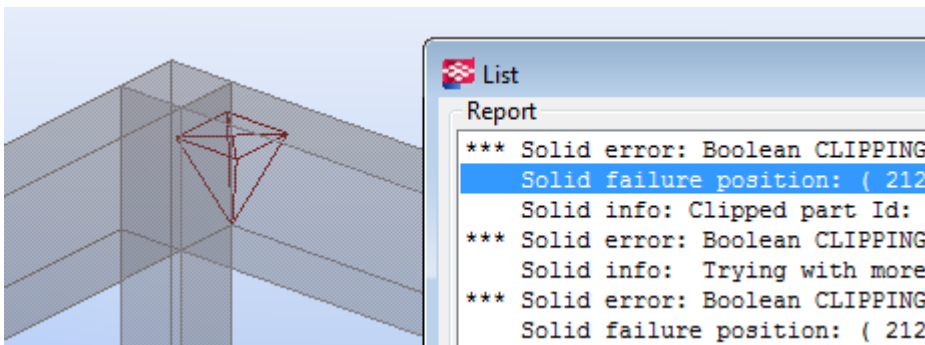 List
Report
*** Solid error: Boolean CLIPPING
Solid failure position: ( 212
Solid info: Clipped part Id:
*** Solid error: Boolean CLIPPING
Solid info:  Trying with more
*** Solid error: Boolean CLIPPING
Solid failure position: ( 212